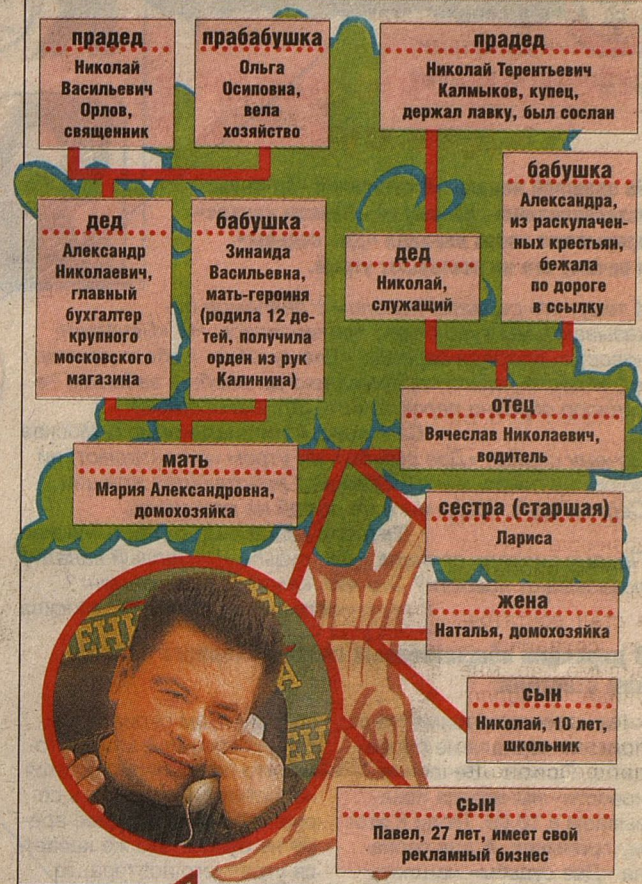 прадед
Николай
Васильевич
Орлов,
священник
прабабушка
Ольга
Осиповна,
вела
хозяйство
прадед
Николай Терентьевич
Калмыков, купец,
держал лавку, был сослан
дед
Александр
Николаевич,
главный
бухгалтер
крупного
московского
магазина
бабушка
Зинаида
Васильевна,
мать-героиня
(родила 12 де-
тей, получила
орден из рук
Калинина)
дед
Николай,
служащий
бабушка
Александра,
из раскулачен-
ных крестьян,
бежала
по дороге
в ссылку
мать
Мария Александровна,
домохозяйка
отец
Вячеслав Николаевич,
водитель
сестра (старшая)
Лариса
жена
Наталья, домохозяйка
сын
Николай, 10 лет,
школьник
сын
Павел, 27 лет, имеет свой
рекламный бизнес